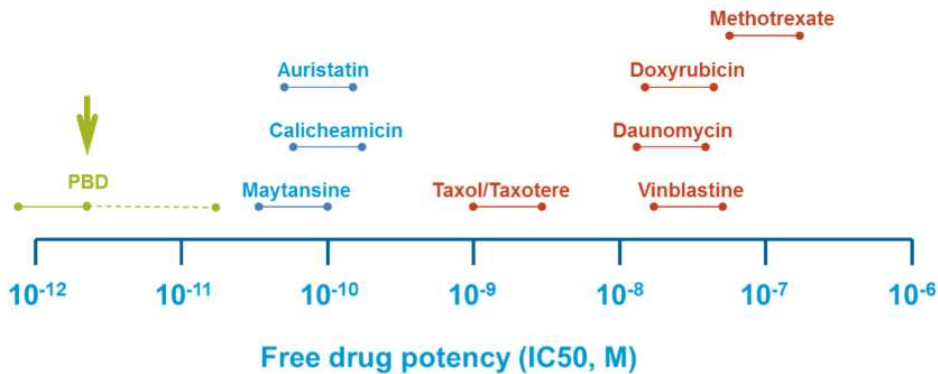 Methotrexate
Auristatin
Doxyrubicin
Calicheamicin
Daunomycin
PBD
Maytansine
Taxol/Taxotere
Vinblastine
10-12
10-11
10-10
10-9
10-8
10-7
10-6
Free drug potency (IC50, M)